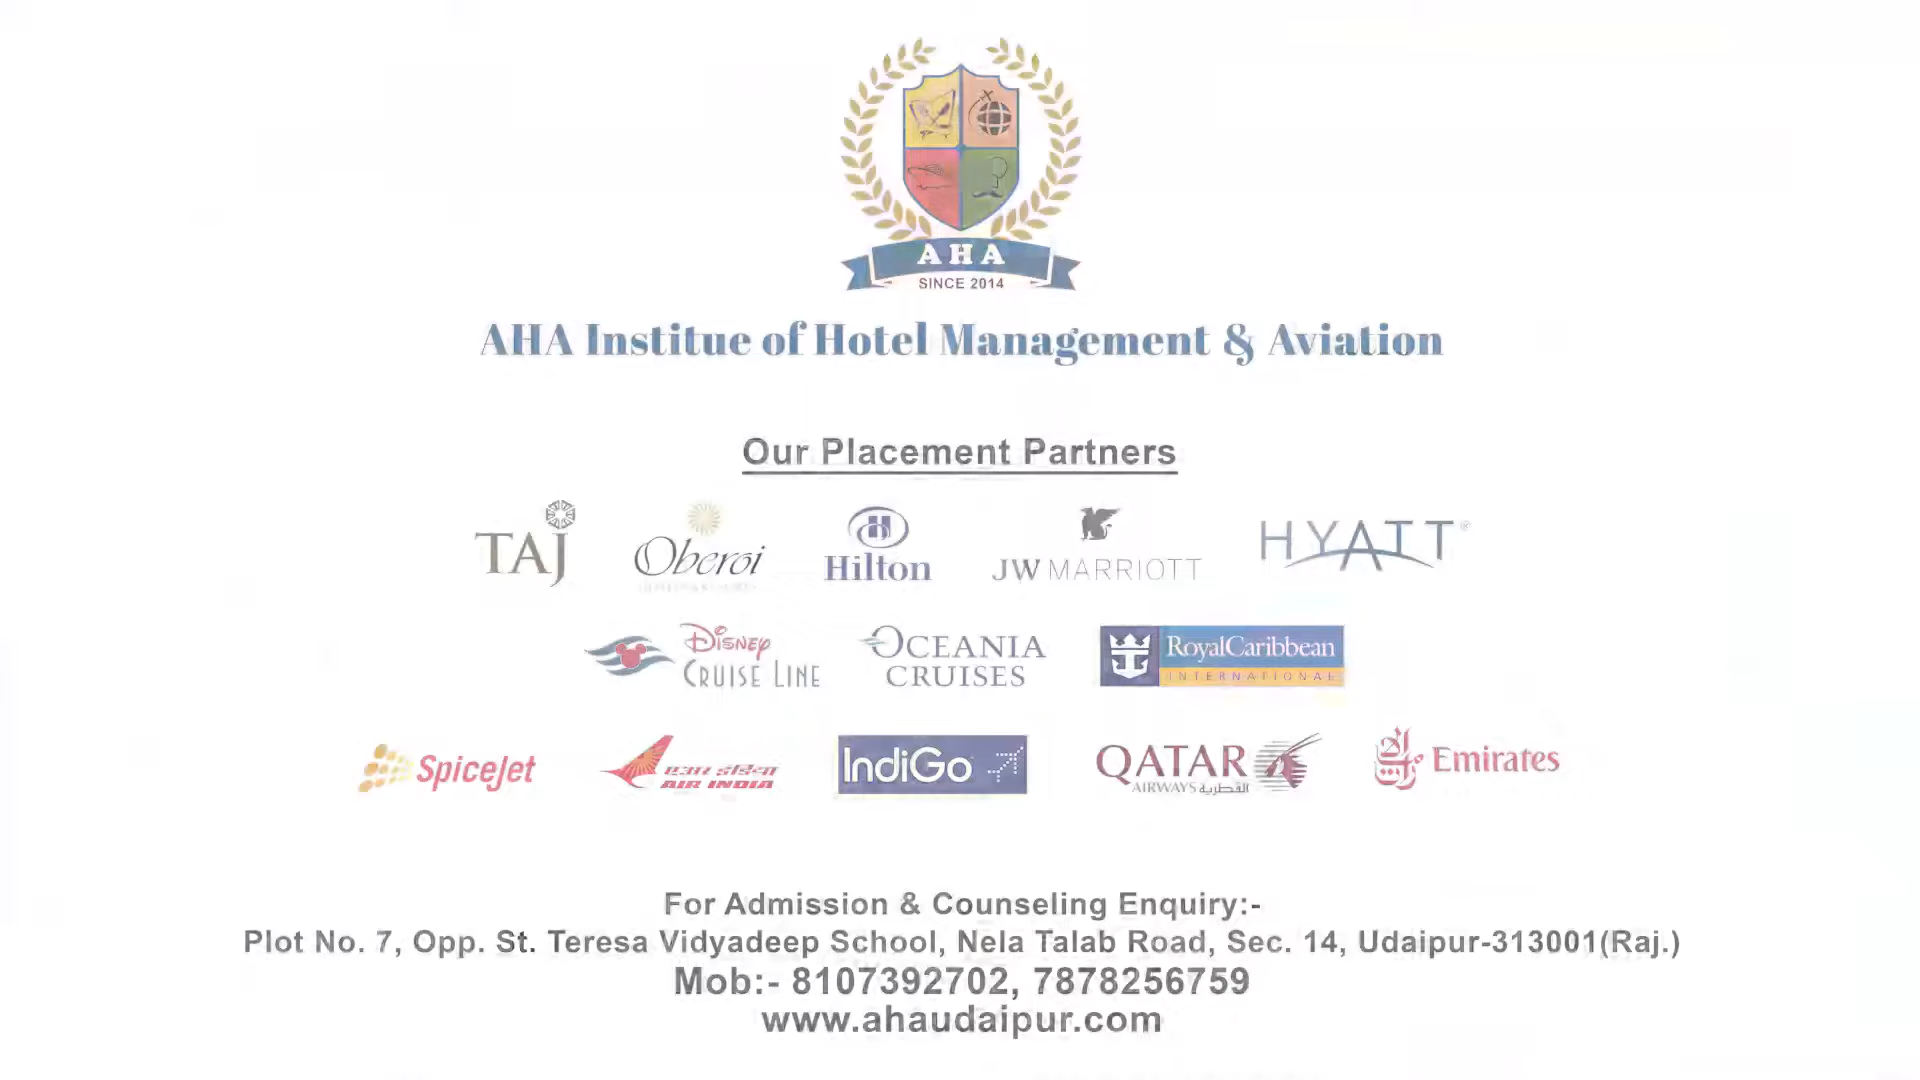 AHA
SINCE 2014
AHA Institue of Hotel Management & Aviation
Our Placement Partners
TAJ Oberoi Hilton JW MARRIOTT HYATT®
DISNEY CRUISE LINE OCEANIA CRUISES RoyalCaribbean INTERNATIONAL
SpiceJet एअर इंडिया AIR INDIA IndiGo QATAR AIRWAYS القطرية Emirates
For Admission & Counseling Enquiry:-
Plot No. 7, Opp. St. Teresa Vidyadeep School, Nela Talab Road, Sec. 14, Udaipur-313001(Raj.)
Mob:- 8107392702, 7878256759
www.ahaudaipur.com